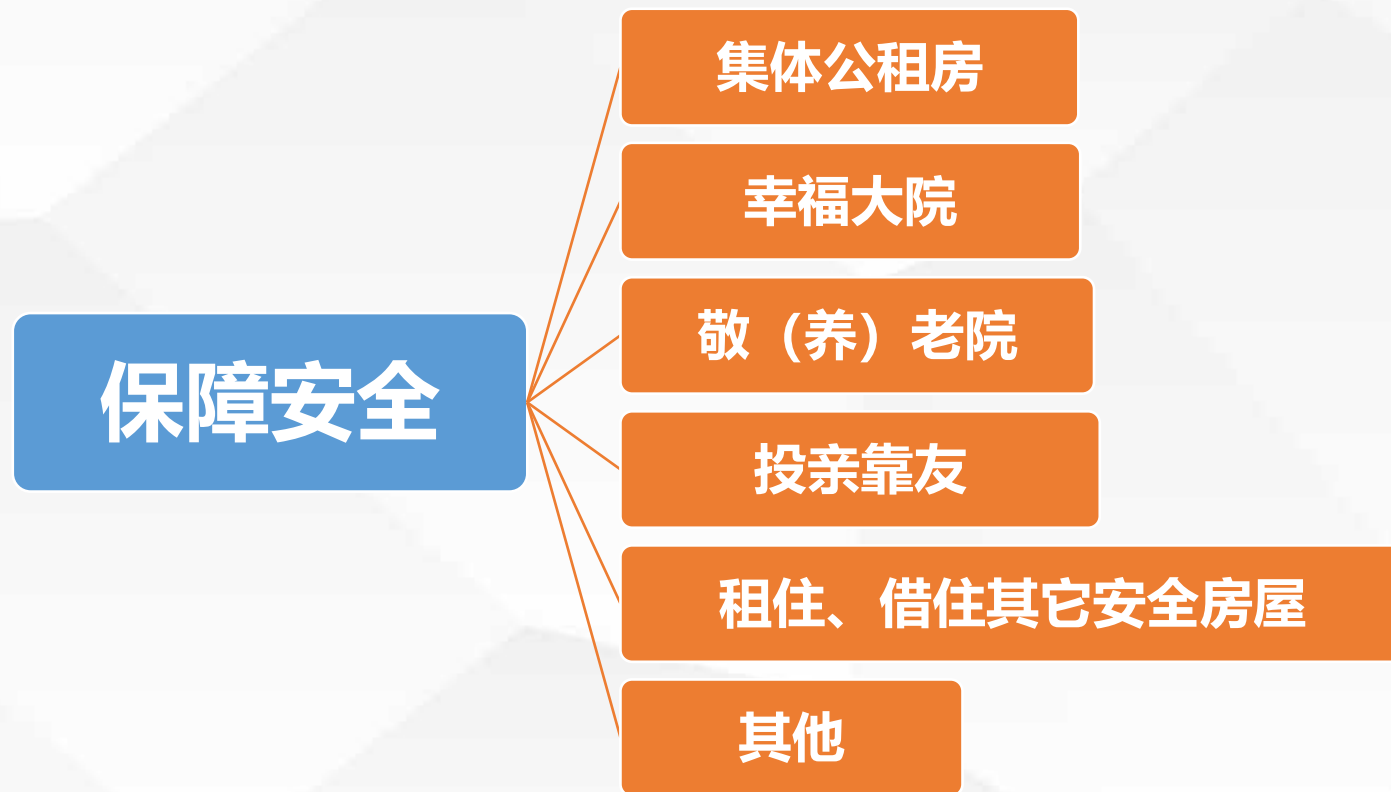 集体公租房
幸福大院
敬（养）老院
保障安全
投亲靠友
租住、借住其它安全房屋
其他